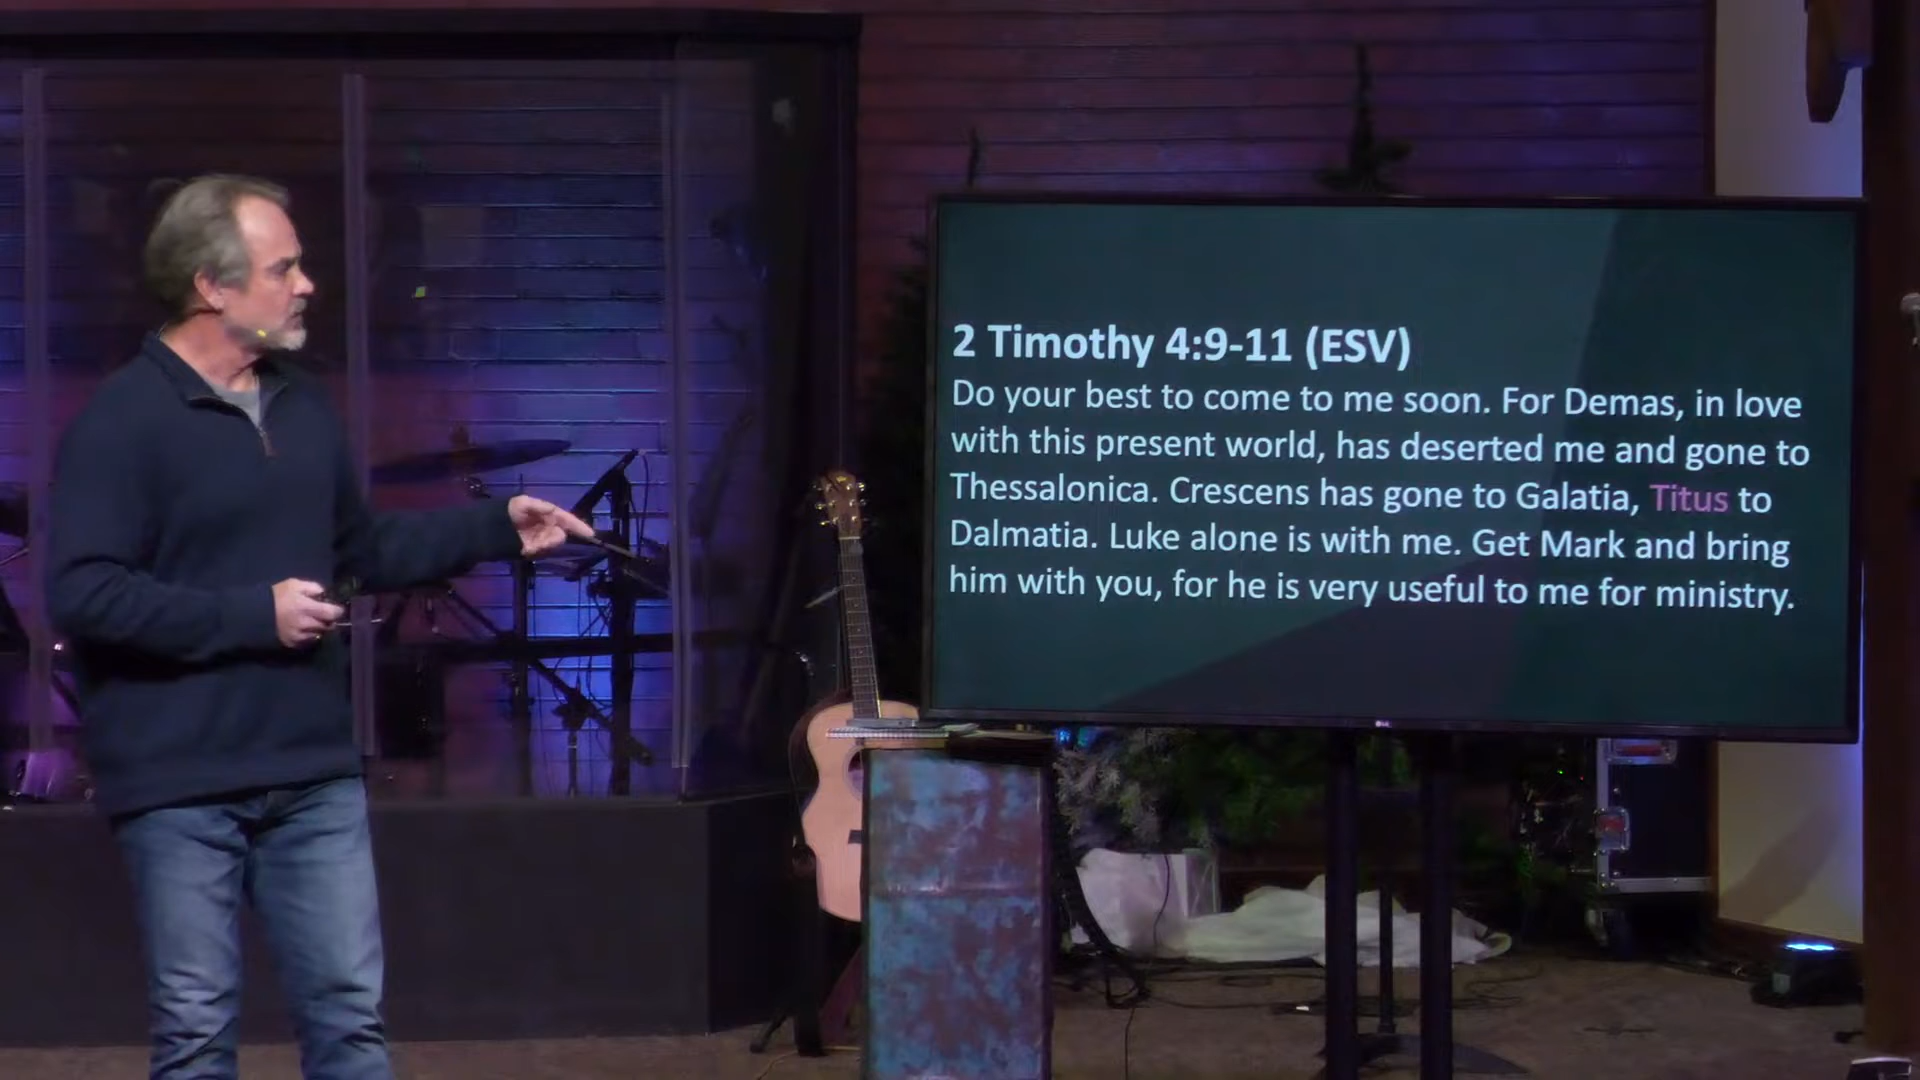 2 Timothy 4:9-11 (ESV)
Do your best to come to me soon. For Demas, in love
with this present world, has deserted me and gone to
Thessalonica. Crescens has gone to Galatia, Titus to
Dalmatia. Luke alone is with me. Get Mark and bring
him with you, for he is very useful to me for ministry.
LG